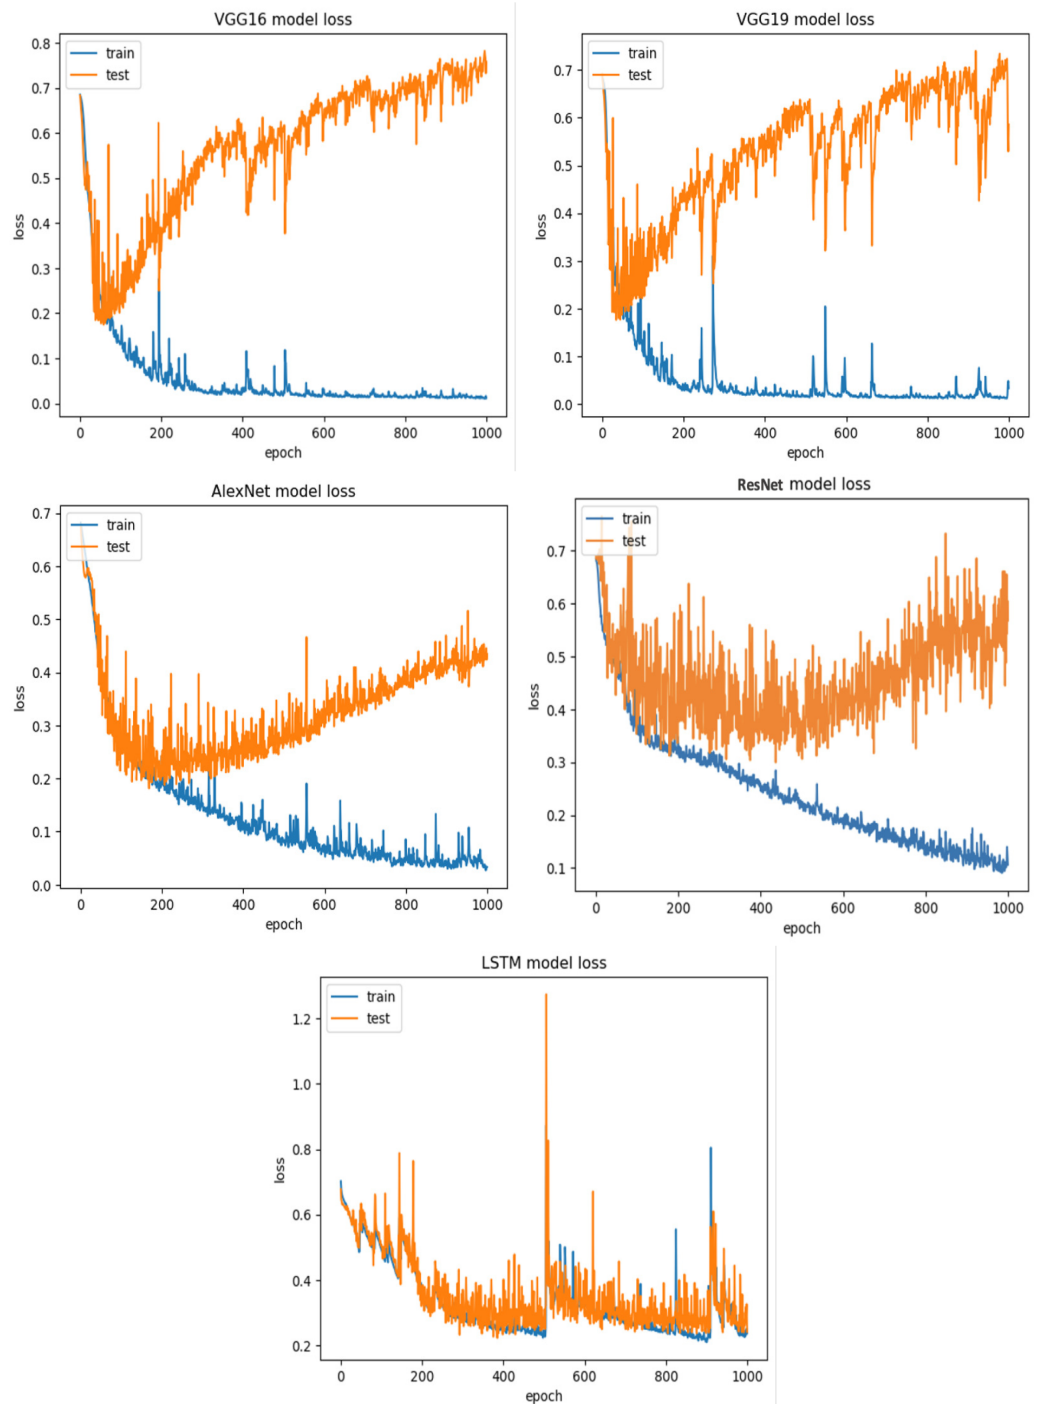 VGG16 model loss
train
test
0.8
0.7
0.6
0.5
0.4
0.3
0.2
0.1
0.0
loss
0 200 400 600 800 1000
epoch
VGG19 model loss
train
test
0.7
0.6
0.5
0.4
0.3
0.2
0.1
0.0
loss
0 200 400 600 800 1000
epoch
AlexNet model loss
train
test
0.7
0.6
0.5
0.4
0.3
0.2
0.1
0.0
loss
0 200 400 600 800 1000
epoch
ResNet model loss
train
test
0.7
0.6
0.5
0.4
0.3
0.2
0.1
loss
0 200 400 600 800 1000
epoch
LSTM model loss
train
test
1.2
1.0
0.8
0.6
0.4
0.2
loss
0 200 400 600 800 1000
epoch